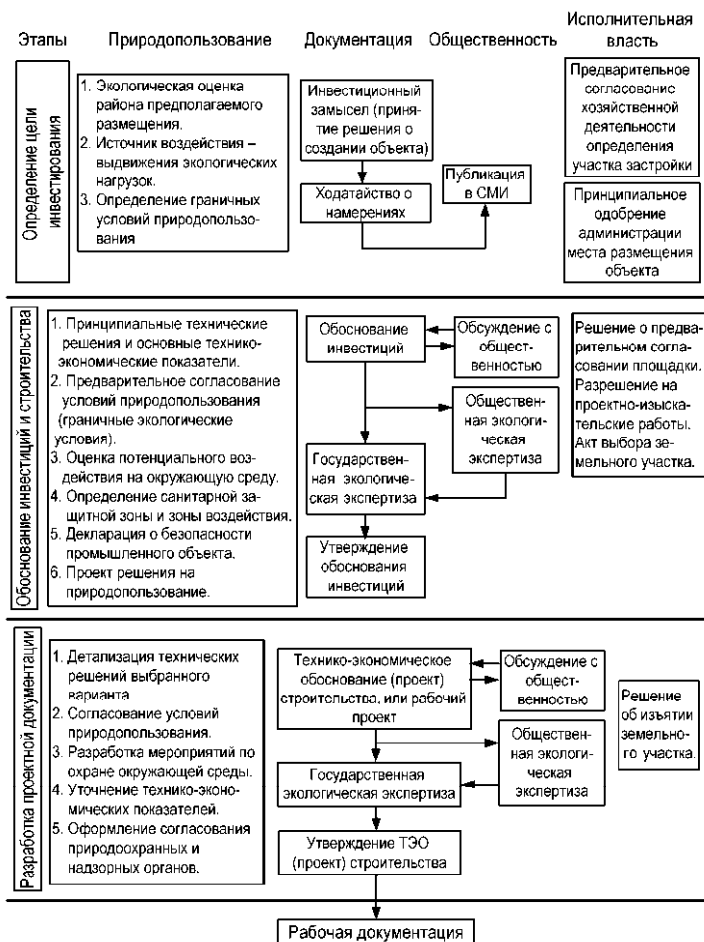 Этапы
Природопользование
Документация
Общественность
Исполнительная
власть
Определение цели
инвестирования
1. Экологическая оценка
района предполагаемого
размещения.
2. Источник воздействия –
выдвижения экологических
нагрузок.
3. Определение граничных
условий природопользо-
вания
Инвестиционный
замысел (приня-
тие решения о
создании объекта)
Ходатайство о
намерениях
Публикация
в СМИ
Предварительное
согласование
хозяйственной
деятельности
определения
участка застройки
Принципиальное
одобрение
администрации
места размещения
объекта
Обоснование инвестиций и строительства
1. Принципиальные технические
решения и основные технико-
экономические показатели.
2. Предварительное согласование
условий природопользования
(граничные экологические
условия).
3. Оценка потенциального воз-
действия на окружающую среду.
4. Определение санитарной за-
щитной зоны и зоны воздействия.
5. Декларация о безопасности
промышленного объекта.
6. Проект решения на
природопользование.
Обоснование
инвестиций
Обсуждение с
общественностью
Обществен-
ная экологи-
ческая
экспертиза
Государствен-
ная экологиче-
ская экспертиза
Утверждение
обоснования
инвестиций
Решение о предва-
рительном согла-
совании площадки.
Разрешение на
проектно-изыска-
тельские работы.
Акт выбора зе-
мельного участка.
Разработка проектной документации
1. Детализация технических
решений выбранного
варианта
2. Согласование условий
природопользования.
3. Разработка мероприятий по
охране окружающей среды.
4. Уточнение технико-эконо-
мических показателей.
5. Оформление согласования
природоохранных и
надзорных органов.
Технико-экономическое
обоснование (проект)
строительства, или рабочий
проект
Обсуждение с
общественно-
стью
Обществен-
ная экологи-
ческая
экспертиза
Государственная
экологическая экспертиза
Утверждение ТЭО
(проект) строительства
Решение
об изъятии
земельно-
го участка.
Рабочая документация